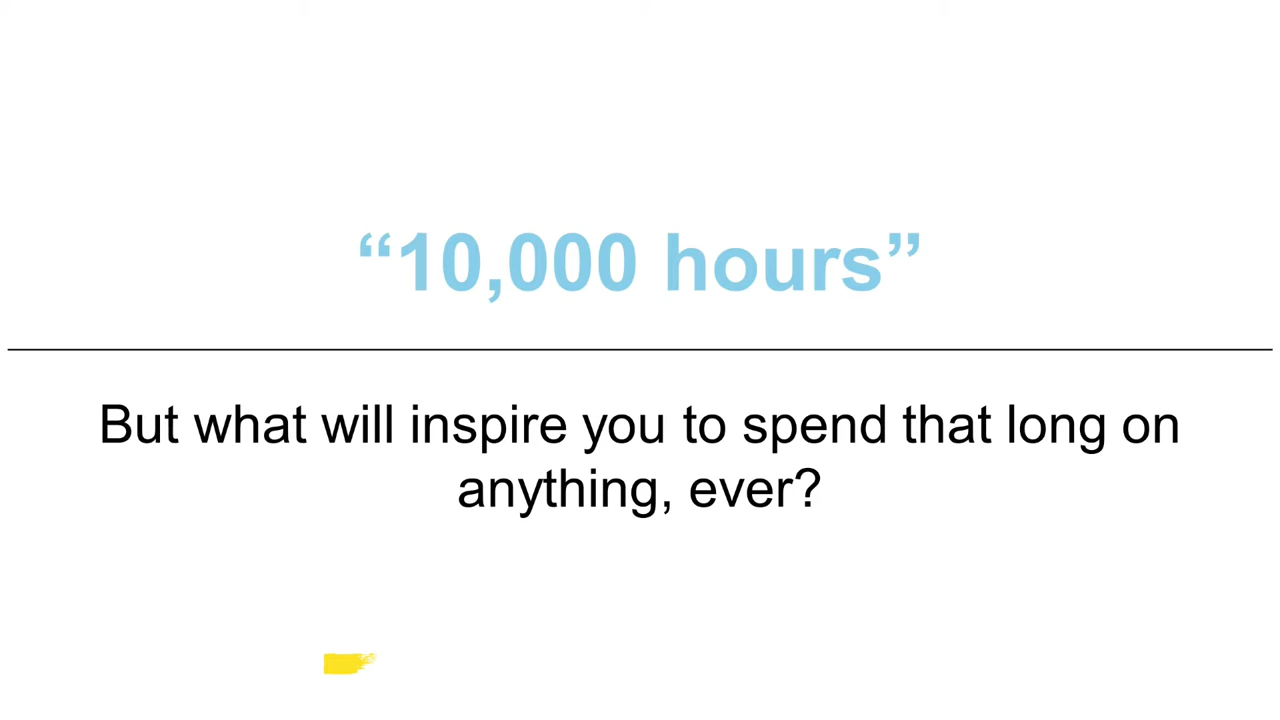 “10,000 hours”
But what will inspire you to spend that long on
anything, ever?